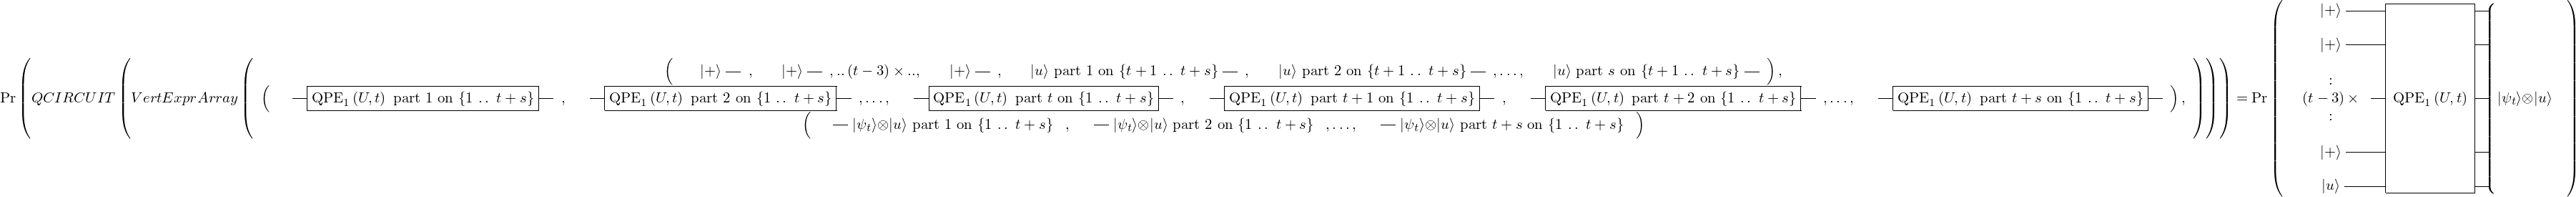 ( |+⟩ — , |+⟩ — , .. (t − 3) × .., |+⟩ — , |u⟩ part 1 on {t + 1 .. t + s} — , |u⟩ part 2 on {t + 1 .. t + s} — , . . . , |u⟩ part s on {t + 1 .. t + s} — ) ,
Pr ( QCIRCUIT ( VertExprArray ( ( — QPE₁ (U, t) part 1 on {1 .. t + s} — , — QPE₁ (U, t) part 2 on {1 .. t + s} — , . . . , — QPE₁ (U, t) part t on {1 .. t + s} — , — QPE₁ (U, t) part t + 1 on {1 .. t + s} — , — QPE₁ (U, t) part t + 2 on {1 .. t + s} — , . . . , — QPE₁ (U, t) part t + s on {1 .. t + s} — ) , ) ) ) = Pr (
( — |ψₜ⟩⊗|u⟩ part 1 on {1 .. t + s} , — |ψₜ⟩⊗|u⟩ part 2 on {1 .. t + s} , . . . , — |ψₜ⟩⊗|u⟩ part t + s on {1 .. t + s} )
|+⟩
|+⟩
:
(t − 3) × — QPE₁ (U, t) — |ψₜ⟩⊗|u⟩ )
:
|+⟩
|u⟩